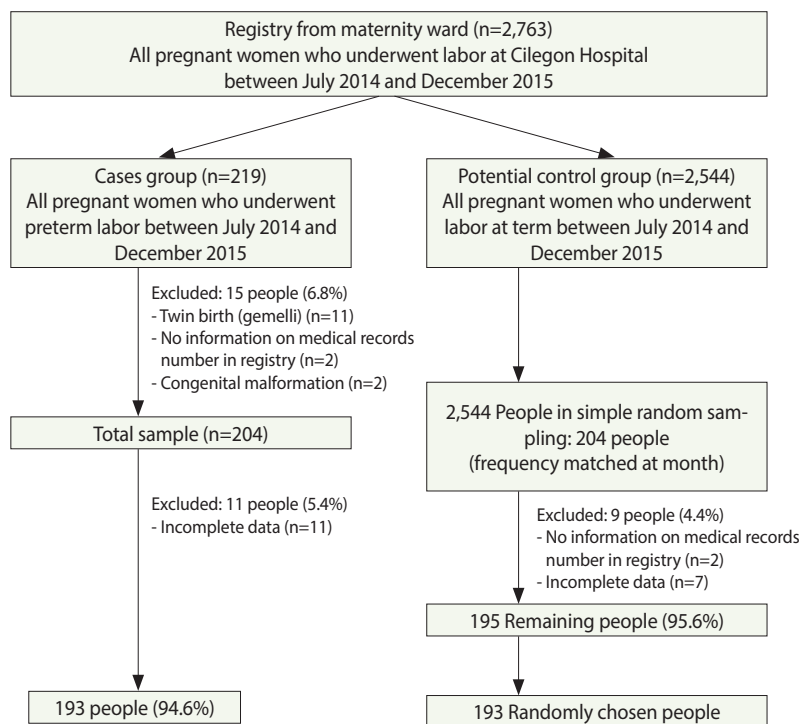 Registry from maternity ward (n=2,763)
All pregnant women who underwent labor at Cilegon Hospital
between July 2014 and December 2015
Cases group (n=219)
All pregnant women who underwent
preterm labor between July 2014 and
December 2015
Potential control group (n=2,544)
All pregnant women who underwent
labor at term between July 2014 and
December 2015
Excluded: 15 people (6.8%)
- Twin birth (gemelli) (n=11)
- No information on medical records
number in registry (n=2)
- Congenital malformation (n=2)
Total sample (n=204)
2,544 People in simple random sam-
pling: 204 people
(frequency matched at month)
Excluded: 11 people (5.4%)
- Incomplete data (n=11)
Excluded: 9 people (4.4%)
- No information on medical records
number in registry (n=2)
- Incomplete data (n=7)
195 Remaining people (95.6%)
193 people (94.6%)
193 Randomly chosen people